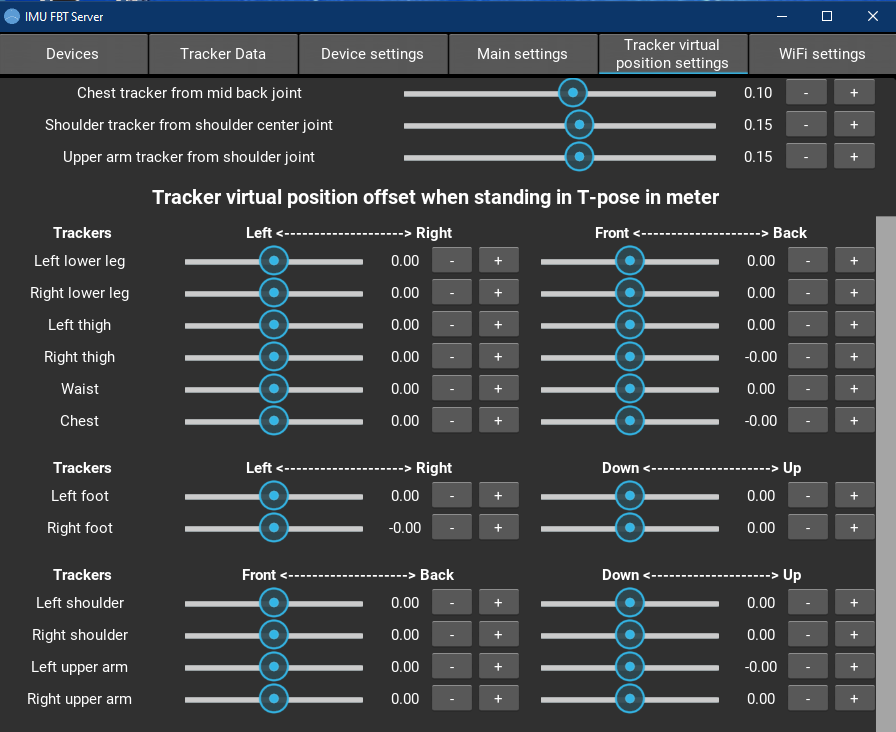 IMU FBT Server
Devices
Tracker Data
Device settings
Main settings
Tracker virtual
position settings
WiFi settings
Chest tracker from mid back joint 0.10 - +
Shoulder tracker from shoulder center joint 0.15 - +
Upper arm tracker from shoulder joint 0.15 - +
Tracker virtual position offset when standing in T-pose in meter
Trackers Left <--------------------> Right Front <--------------------> Back
Left lower leg 0.00 - + 0.00 - +
Right lower leg 0.00 - + 0.00 - +
Left thigh 0.00 - + 0.00 - +
Right thigh 0.00 - + -0.00 - +
Waist 0.00 - + 0.00 - +
Chest 0.00 - + -0.00 - +
Trackers Left <--------------------> Right Down <--------------------> Up
Left foot 0.00 - + 0.00 - +
Right foot -0.00 - + 0.00 - +
Trackers Front <--------------------> Back Down <--------------------> Up
Left shoulder 0.00 - + 0.00 - +
Right shoulder 0.00 - + 0.00 - +
Left upper arm 0.00 - + -0.00 - +
Right upper arm 0.00 - + 0.00 - +